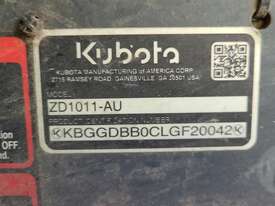 Kubota
KUBOTA MANUFACTURING of AMERICA CORP.
2715 RAMSEY ROAD, GAINESVILLE, GA 30501 USA
MODEL
ZD1011-AU
PRODUCT IDENTIFICATION NUMBER
KKBGGDBB0CLGF20042K
on
OFF